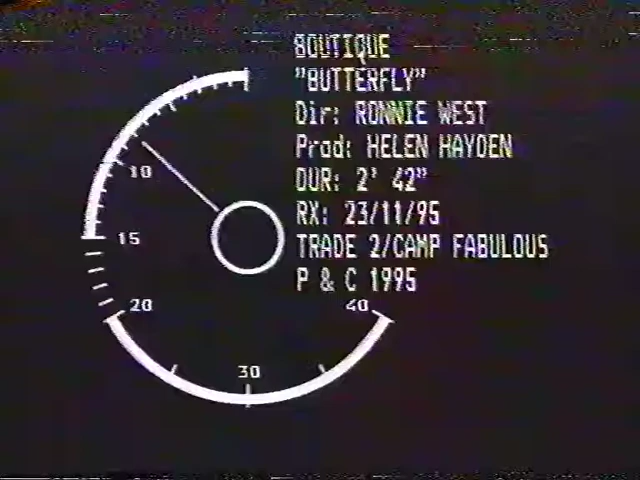 BOUTIQUE
"BUTTERFLY"
Dir: RONNIE WEST
Prod: HELEN HAYDEN
DUR: 2' 42"
RX: 23/11/95
TRADE 2/CAMP FABULOUS
P & C 1995
10
15
20
40
30